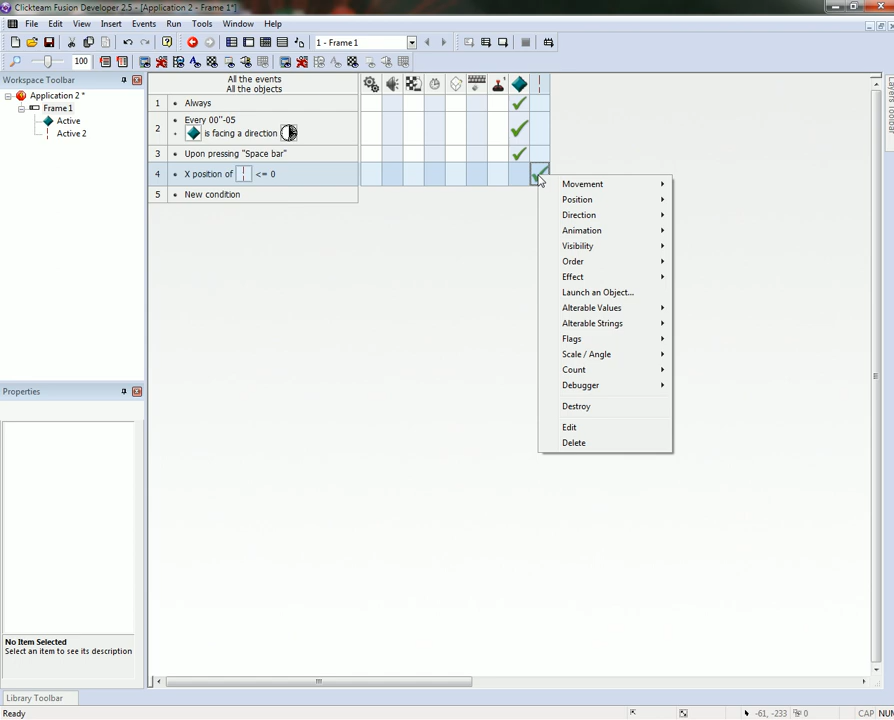 Clickteam Fusion Developer 2.5 - [Application 2 - Frame 1*]
File Edit View Insert Events Run Tools Window Help
1 - Frame 1
100
Workspace Toolbar
Application 2 *
Frame 1
Active
Active 2
All the events
All the objects
1 • Always
2 • Every 00"-05
• is facing a direction
3 • Upon pressing "Space bar"
4 • X position of <= 0
5 • New condition
Movement
Position
Direction
Animation
Visibility
Order
Effect
Launch an Object...
Alterable Values
Alterable Strings
Flags
Scale / Angle
Count
Debugger
Destroy
Edit
Delete
Layers Toolbar
Properties
No Item Selected
Select an item to see its description
Library Toolbar
Ready
-61, -233
0
CAP